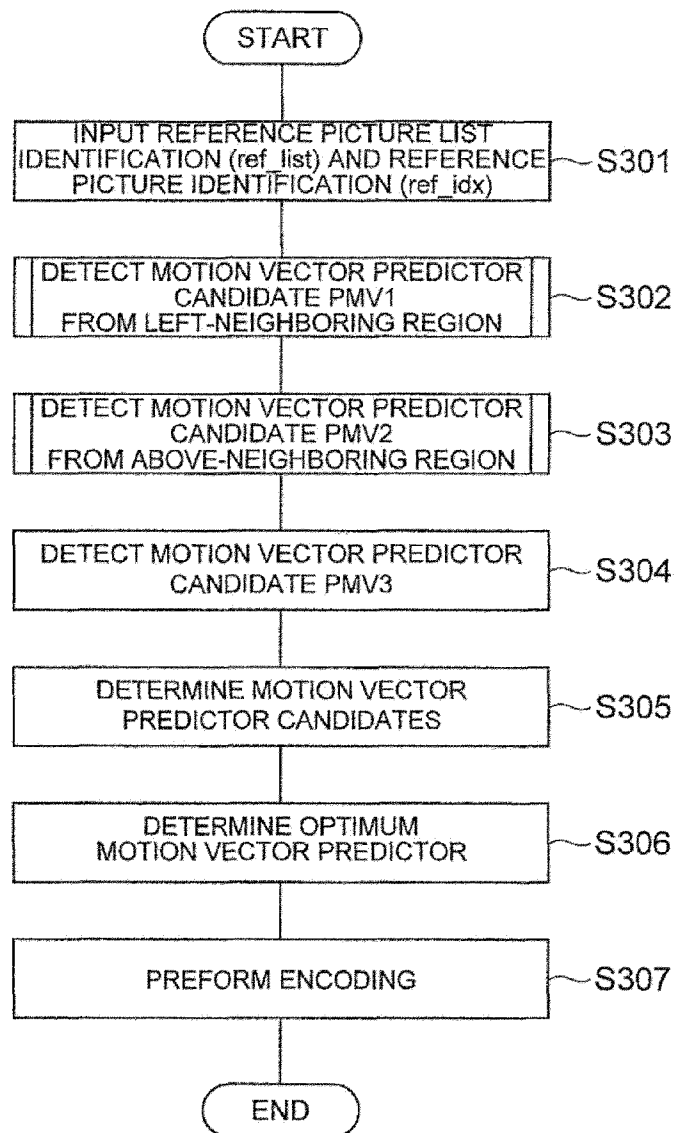 START
INPUT REFERENCE PICTURE LIST
IDENTIFICATION (ref_list) AND REFERENCE
PICTURE IDENTIFICATION (ref_idx)
S301
DETECT MOTION VECTOR PREDICTOR
CANDIDATE PMV1
FROM LEFT-NEIGHBORING REGION
S302
DETECT MOTION VECTOR PREDICTOR
CANDIDATE PMV2
FROM ABOVE-NEIGHBORING REGION
S303
DETECT MOTION VECTOR PREDICTOR
CANDIDATE PMV3
S304
DETERMINE MOTION VECTOR
PREDICTOR CANDIDATES
S305
DETERMINE OPTIMUM
MOTION VECTOR PREDICTOR
S306
PREFORM ENCODING
S307
END